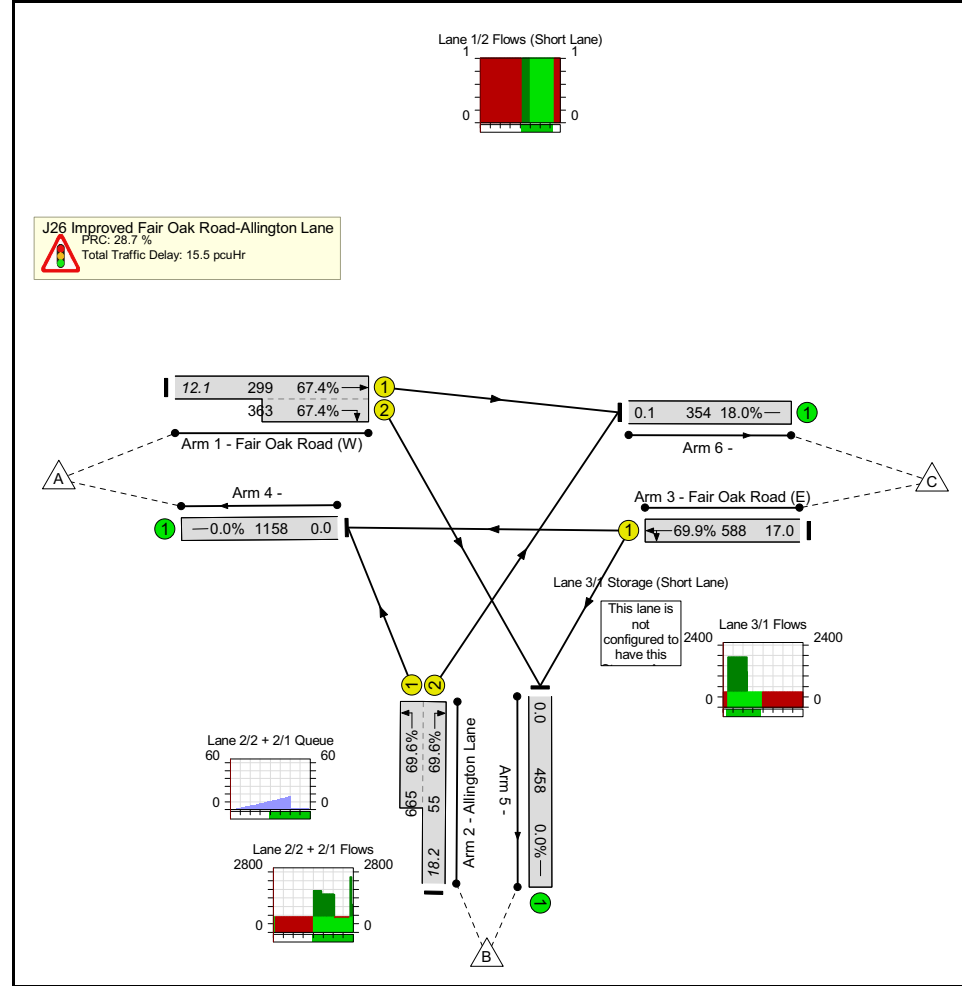 Lane 1/2 Flows (Short Lane)
1 1
0 0
J26 Improved Fair Oak Road-Allington Lane
PRC: 28.7 %
Total Traffic Delay: 15.5 pcuHr
12.1 299 67.4% 1
363 67.4% 2
Arm 1 - Fair Oak Road (W)
0.1 354 18.0% 1
Arm 6 -
A
C
Arm 4 -
1 0.0% 1158 0.0
Arm 3 - Fair Oak Road (E)
1 69.9% 588 17.0
Lane 3/1 Storage (Short Lane)
This lane is
not
configured to
have this
Lane 3/1 Flows
2400 2400
0 0
1 2
69.6% 69.6%
665 55
18.2
Arm 2 - Allington Lane
Arm 5 -
0.0 458 0.0%
1
Lane 2/2 + 2/1 Queue
60 60
0 0
Lane 2/2 + 2/1 Flows
2800 2800
0 0
B